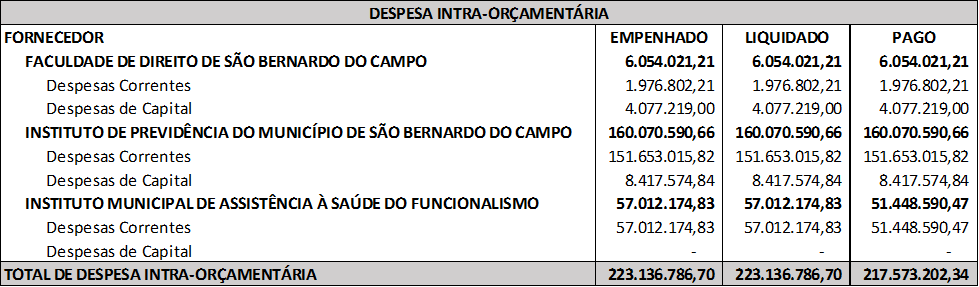 DESPESA INTRA-ORÇAMENTÁRIA
FORNECEDOR EMPENHADO LIQUIDADO PAGO
FACULDADE DE DIREITO DE SÃO BERNARDO DO CAMPO 6.054.021,21 6.054.021,21 6.054.021,21
Despesas Correntes 1.976.802,21 1.976.802,21 1.976.802,21
Despesas de Capital 4.077.219,00 4.077.219,00 4.077.219,00
INSTITUTO DE PREVIDÊNCIA DO MUNICÍPIO DE SÃO BERNARDO DO CAMPO 160.070.590,66 160.070.590,66 160.070.590,66
Despesas Correntes 151.653.015,82 151.653.015,82 151.653.015,82
Despesas de Capital 8.417.574,84 8.417.574,84 8.417.574,84
INSTITUTO MUNICIPAL DE ASSISTÊNCIA À SAÚDE DO FUNCIONALISMO 57.012.174,83 57.012.174,83 51.448.590,47
Despesas Correntes 57.012.174,83 57.012.174,83 51.448.590,47
Despesas de Capital - - -
TOTAL DE DESPESA INTRA-ORÇAMENTÁRIA 223.136.786,70 223.136.786,70 217.573.202,34